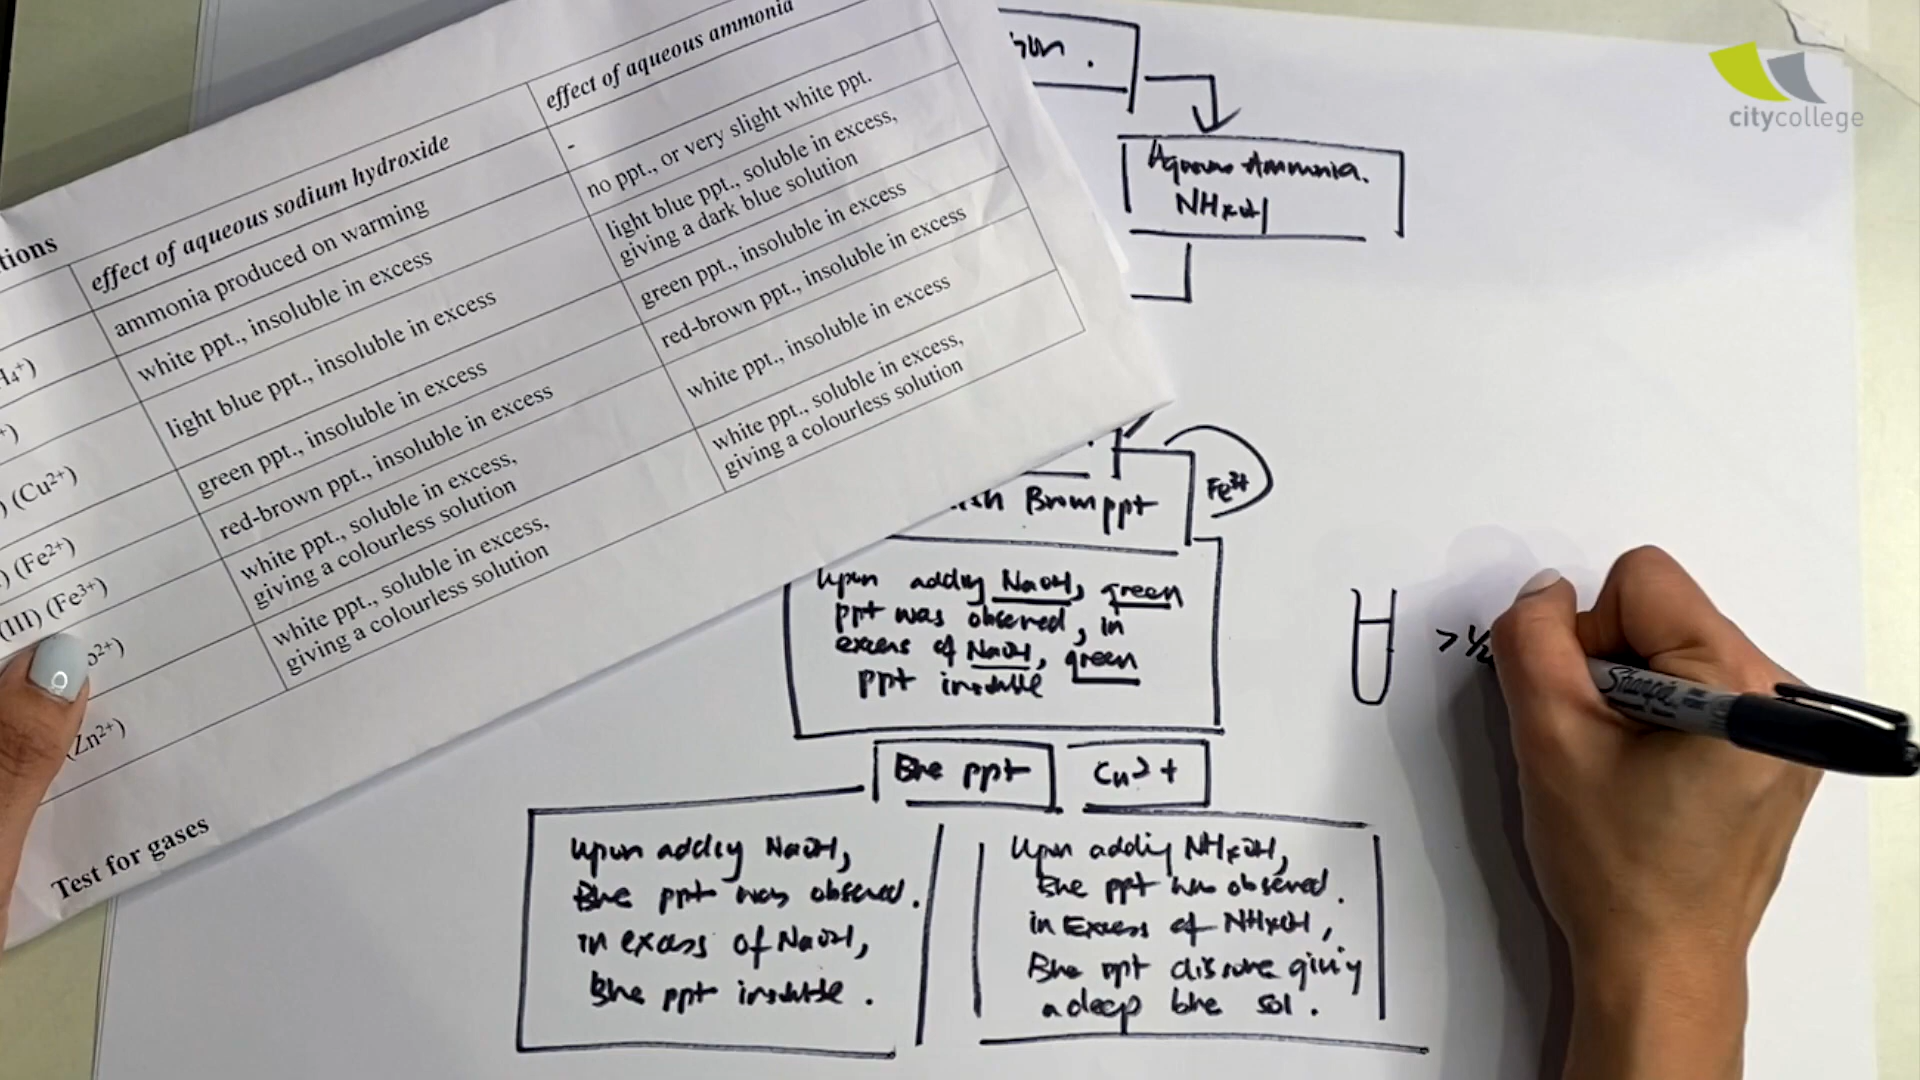 tions
effect of aqueous sodium hydroxide
effect of aqueous ammonia
H₄⁺)
ammonia produced on warming
-
⁺)
white ppt., insoluble in excess
no ppt., or very slight white ppt.
) (Cu²⁺)
light blue ppt., insoluble in excess
light blue ppt., soluble in excess,
giving a dark blue solution
) (Fe²⁺)
green ppt., insoluble in excess
green ppt., insoluble in excess
(III) (Fe³⁺)
red-brown ppt., insoluble in excess
red-brown ppt., insoluble in excess
b²⁺)
white ppt., soluble in excess,
giving a colourless solution
white ppt., insoluble in excess
(Zn²⁺)
white ppt., soluble in excess,
giving a colourless solution
white ppt., soluble in excess,
giving a colourless solution
Test for gases
Aqueous Ammonia.
NH₄OH
Brown ppt
Fe³⁺
Upon adding NaOH, green
ppt was observed, in
excess of NaOH, green
ppt insoluble
Blue ppt
Cu2+
Upon adding NaOH,
Blue ppt was observed.
in excess of NaOH,
Blue ppt insoluble.
Upon adding NH₄OH,
Blue ppt was observed.
in Excess of NH₄OH,
Blue ppt dissolve giving
a deep blue sol.
> 1/2
Sharpie
citycollege